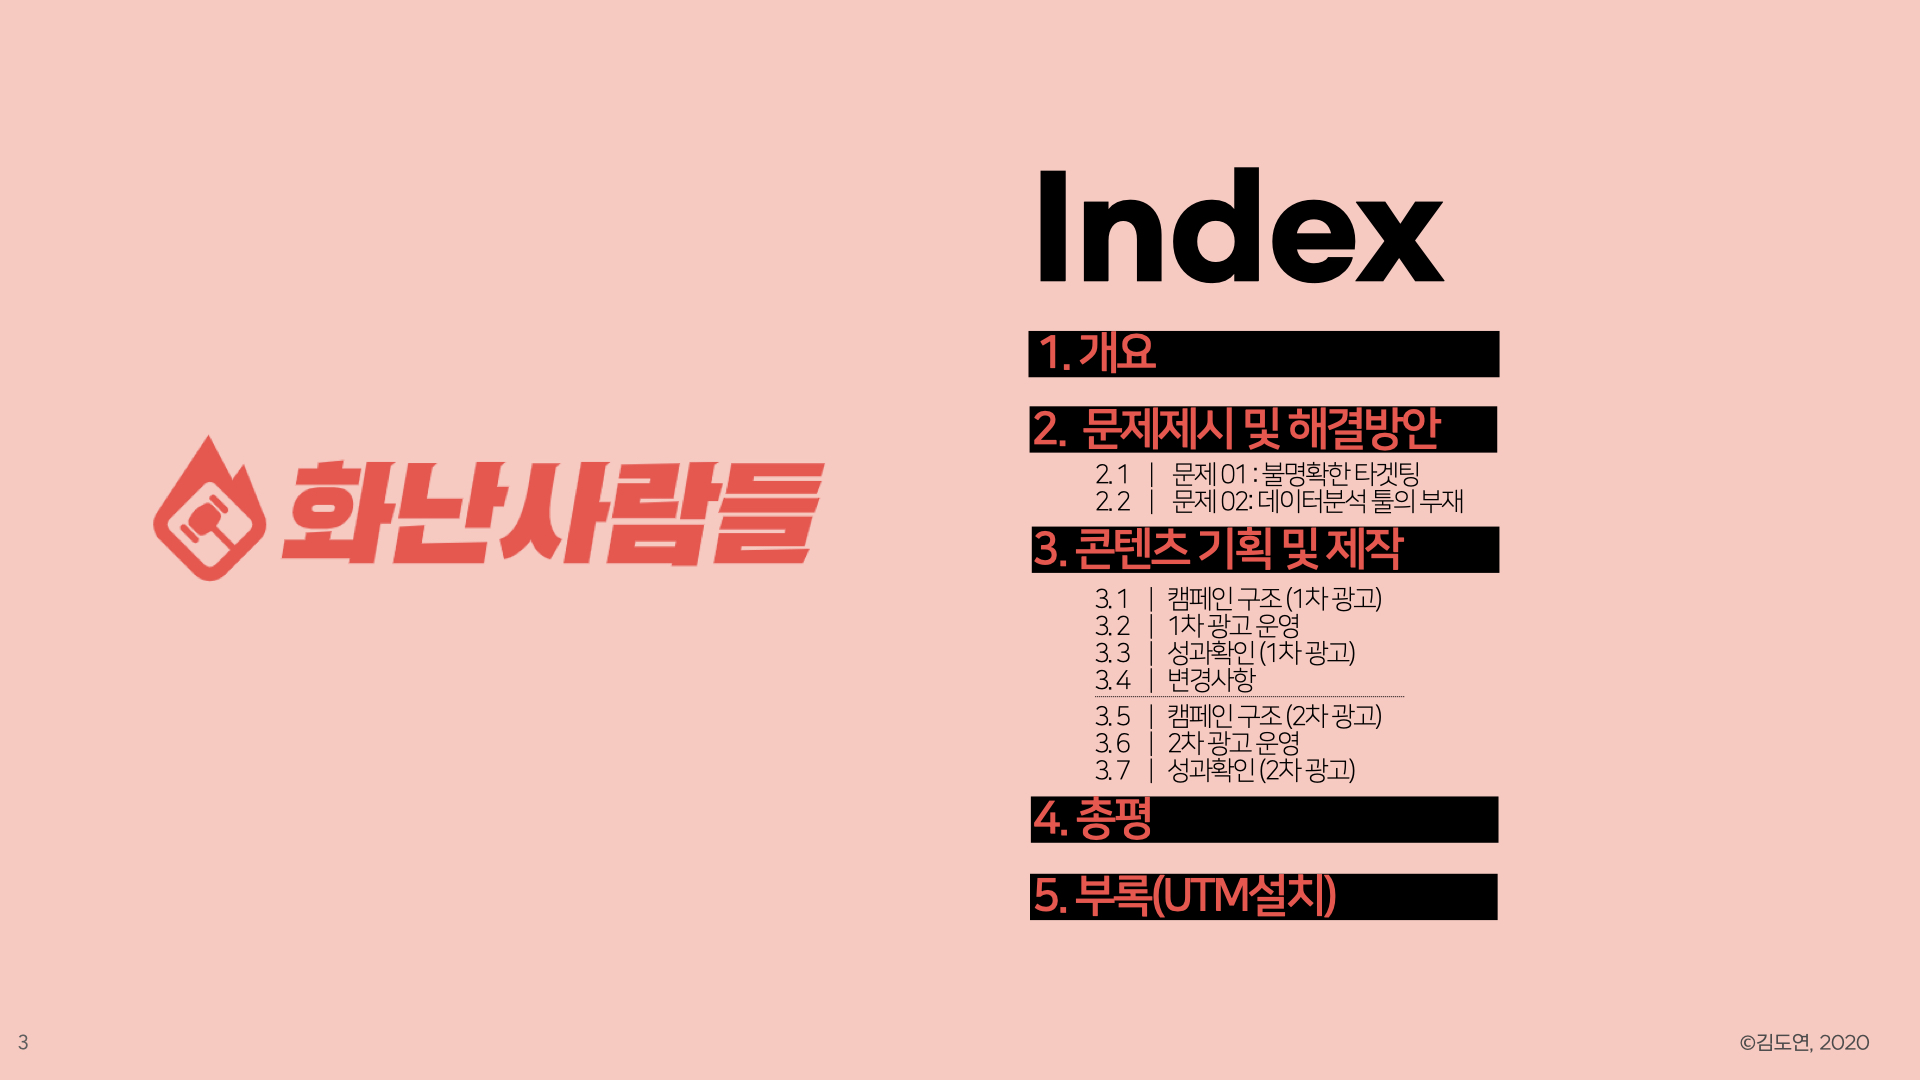 화난사람들
Index
1. 개요
2. 문제제시 및 해결방안
2.1 | 문제 01 : 불명확한 타겟팅
2.2 | 문제 02: 데이터분석 툴의 부재
3. 콘텐츠 기획 및 제작
3.1 | 캠페인 구조 (1차 광고)
3.2 | 1차 광고 운영
3.3 | 성과확인 (1차 광고)
3.4 | 변경사항
3.5 | 캠페인 구조 (2차 광고)
3.6 | 2차 광고 운영
3.7 | 성과확인 (2차 광고)
4. 총평
5. 부록(UTM설치)
3
©김도연, 2020